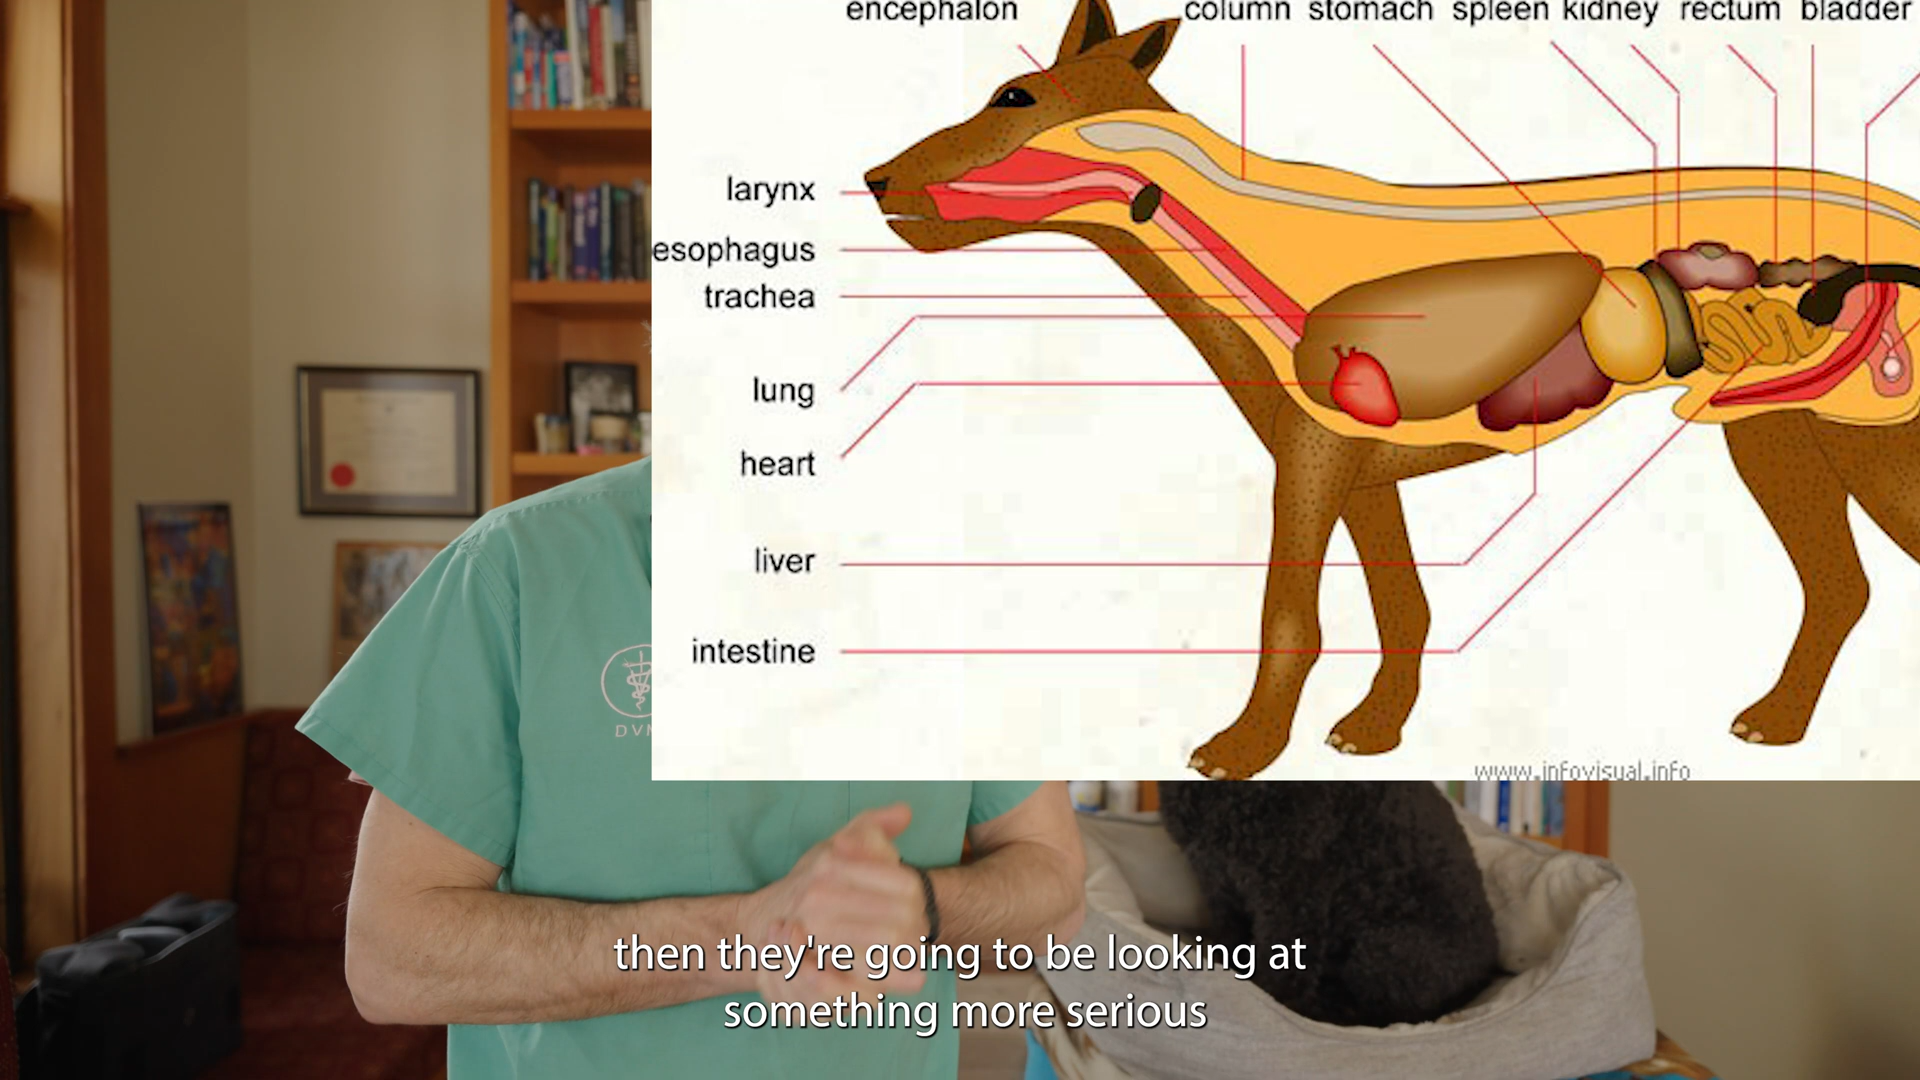 encephalon
column stomach spleen kidney rectum bladder
larynx
esophagus
trachea
lung
heart
liver
intestine
www.infovisual.info
then they're going to be looking at
something more serious